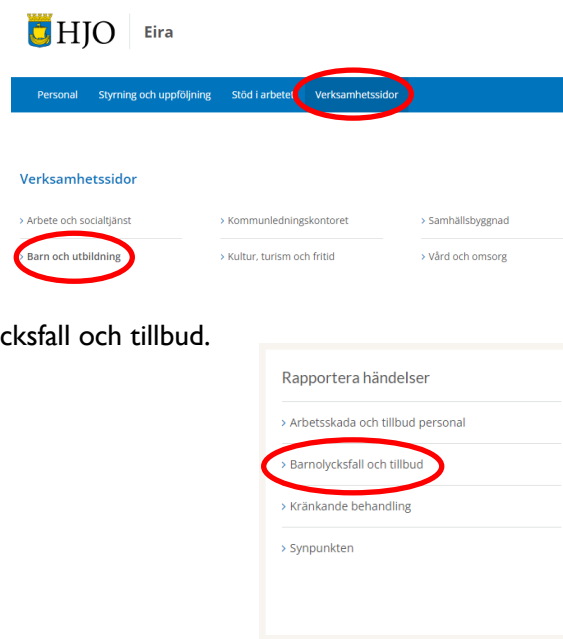 HJO Eira
Personal Styrning och uppföljning Stöd i arbetet Verksamhetssidor
Verksamhetssidor
› Arbete och socialtjänst › Kommunledningskontoret › Samhällsbyggnad
› Barn och utbildning › Kultur, turism och fritid › Vård och omsorg
cksfall och tillbud.
Rapportera händelser
› Arbetsskada och tillbud personal
› Barnolycksfall och tillbud
› Kränkande behandling
› Synpunkten